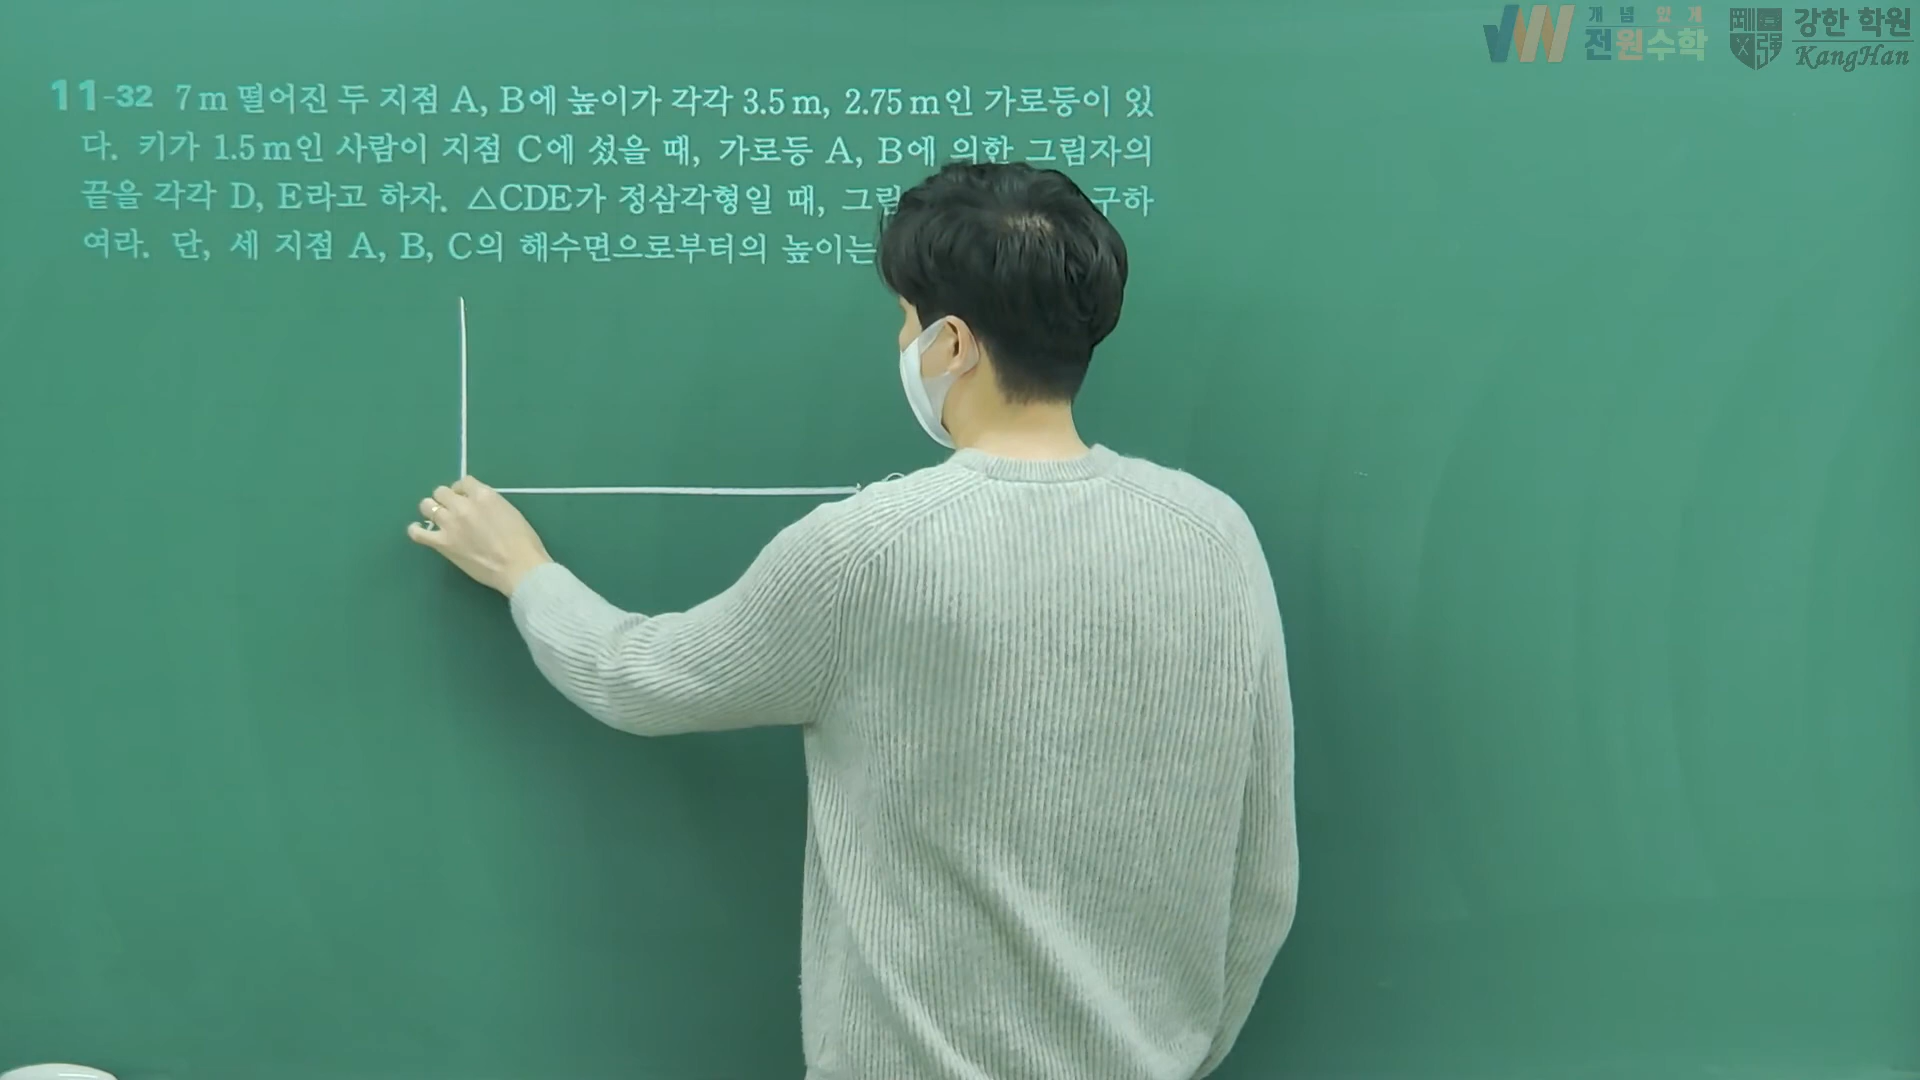 개념 있게
전원수학
강한 학원
KangHan
11-32 7 m 떨어진 두 지점 A, B에 높이가 각각 3.5 m, 2.75 m인 가로등이 있
다. 키가 1.5 m인 사람이 지점 C에 섰을 때, 가로등 A, B에 의한 그림자의
끝을 각각 D, E라고 하자. △CDE가 정삼각형일 때, 구하
여라. 단, 세 지점 A, B, C의 해수면으로부터의 높이는